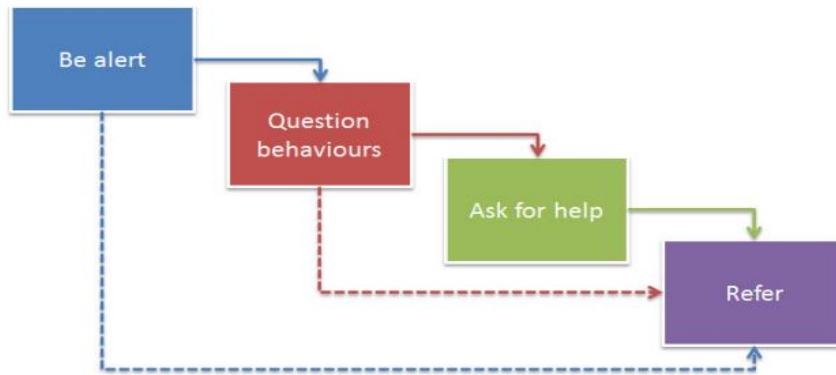 Be alert
Question
behaviours
Ask for help
Refer